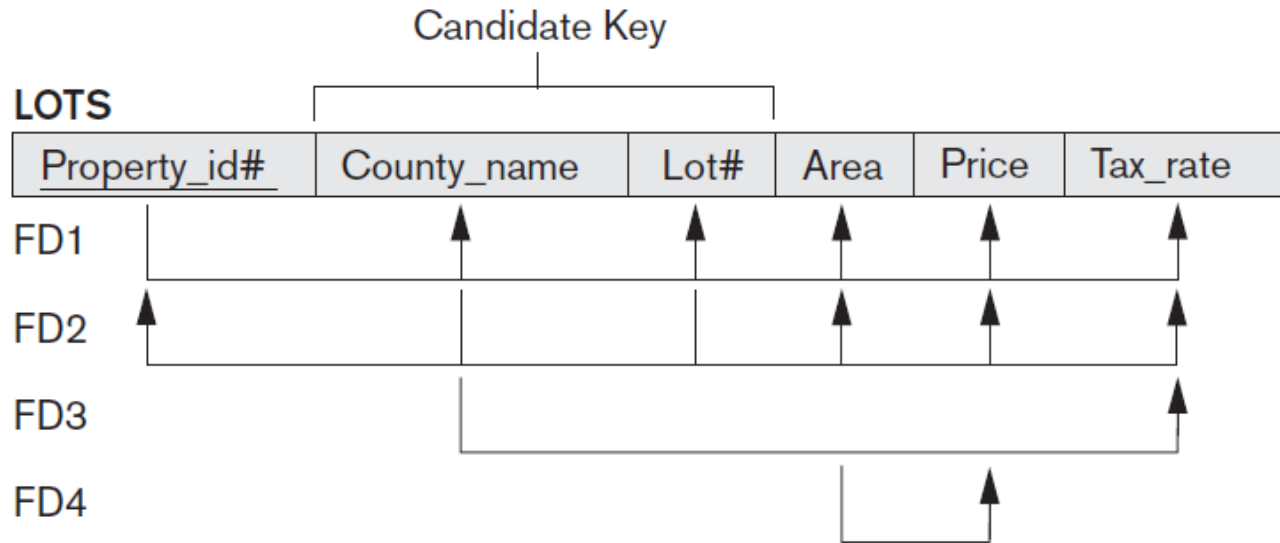 Candidate Key
LOTS
Property_id# County_name Lot# Area Price Tax_rate
FD1
FD2
FD3
FD4